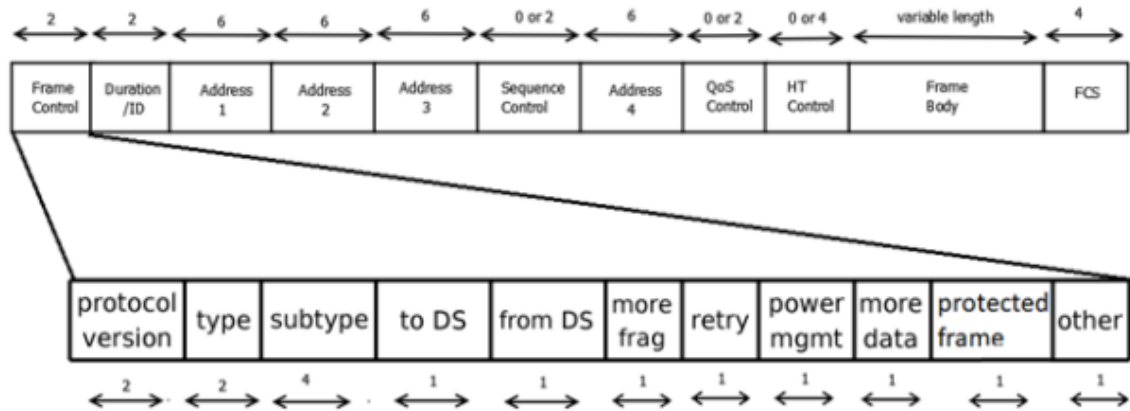 2 2 6 6 6 0 or 2 6 0 or 2 0 or 4 variable length 4
Frame Control
Duration /ID
Address 1
Address 2
Address 3
Sequence Control
Address 4
QoS Control
HT Control
Frame Body
FCS
protocol version
type
subtype
to DS
from DS
more frag
retry
power mgmt
more data
protected frame
other
2 2 4 1 1 1 1 1 1 1 1